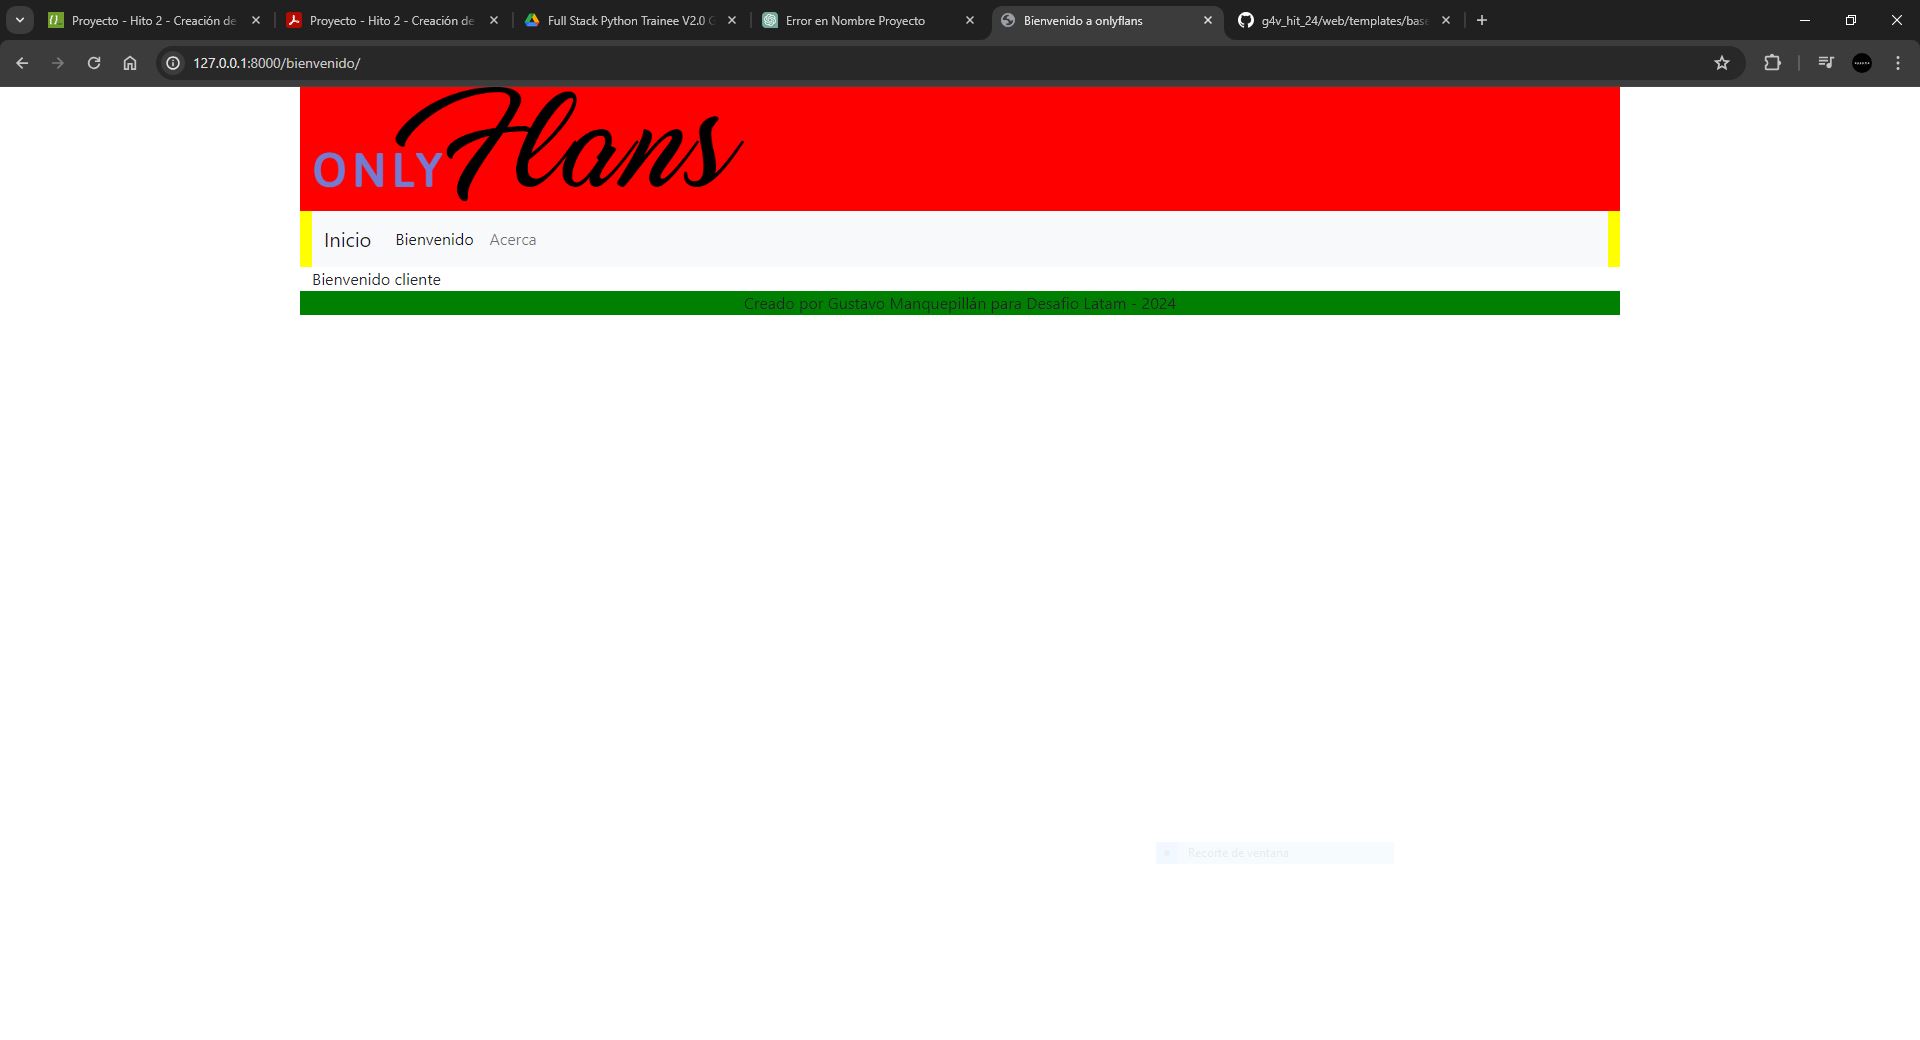 Proyecto - Hito 2 - Creación de
Proyecto - Hito 2 - Creación de
Full Stack Python Trainee V2.0 G
Error en Nombre Proyecto
Bienvenido a onlyflans
g4v_hit_24/web/templates/base
127.0.0.1:8000/bienvenido/
ONLY Flans
Inicio Bienvenido Acerca
Bienvenido cliente
Creado por Gustavo Manquepillán para Desafio Latam - 2024
Recorte de ventana